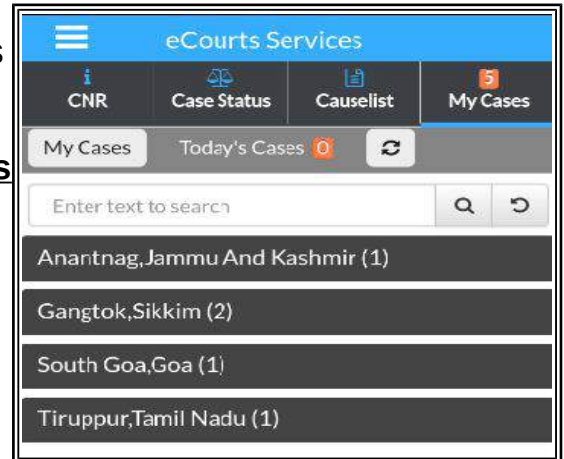 s
s
eCourts Services
CNR Case Status Causelist 5 My Cases
My Cases Today's Cases 0
Enter text to search
Anantnag,Jammu And Kashmir (1)
Gangtok,Sikkim (2)
South Goa,Goa (1)
Tiruppur,Tamil Nadu (1)